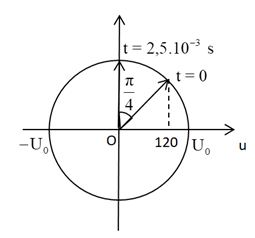 t = 2,5.10⁻³ s
t = 0
π
4
O
120
-U₀
U₀
u